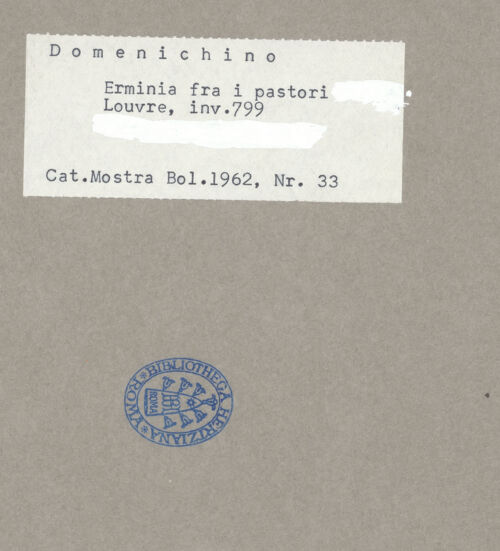 Domenichino
Erminia fra i pastori
Louvre, inv.799
Cat.Mostra Bol.1962, Nr. 33
BIBLIOTHECA HERTZIANA
ROMA